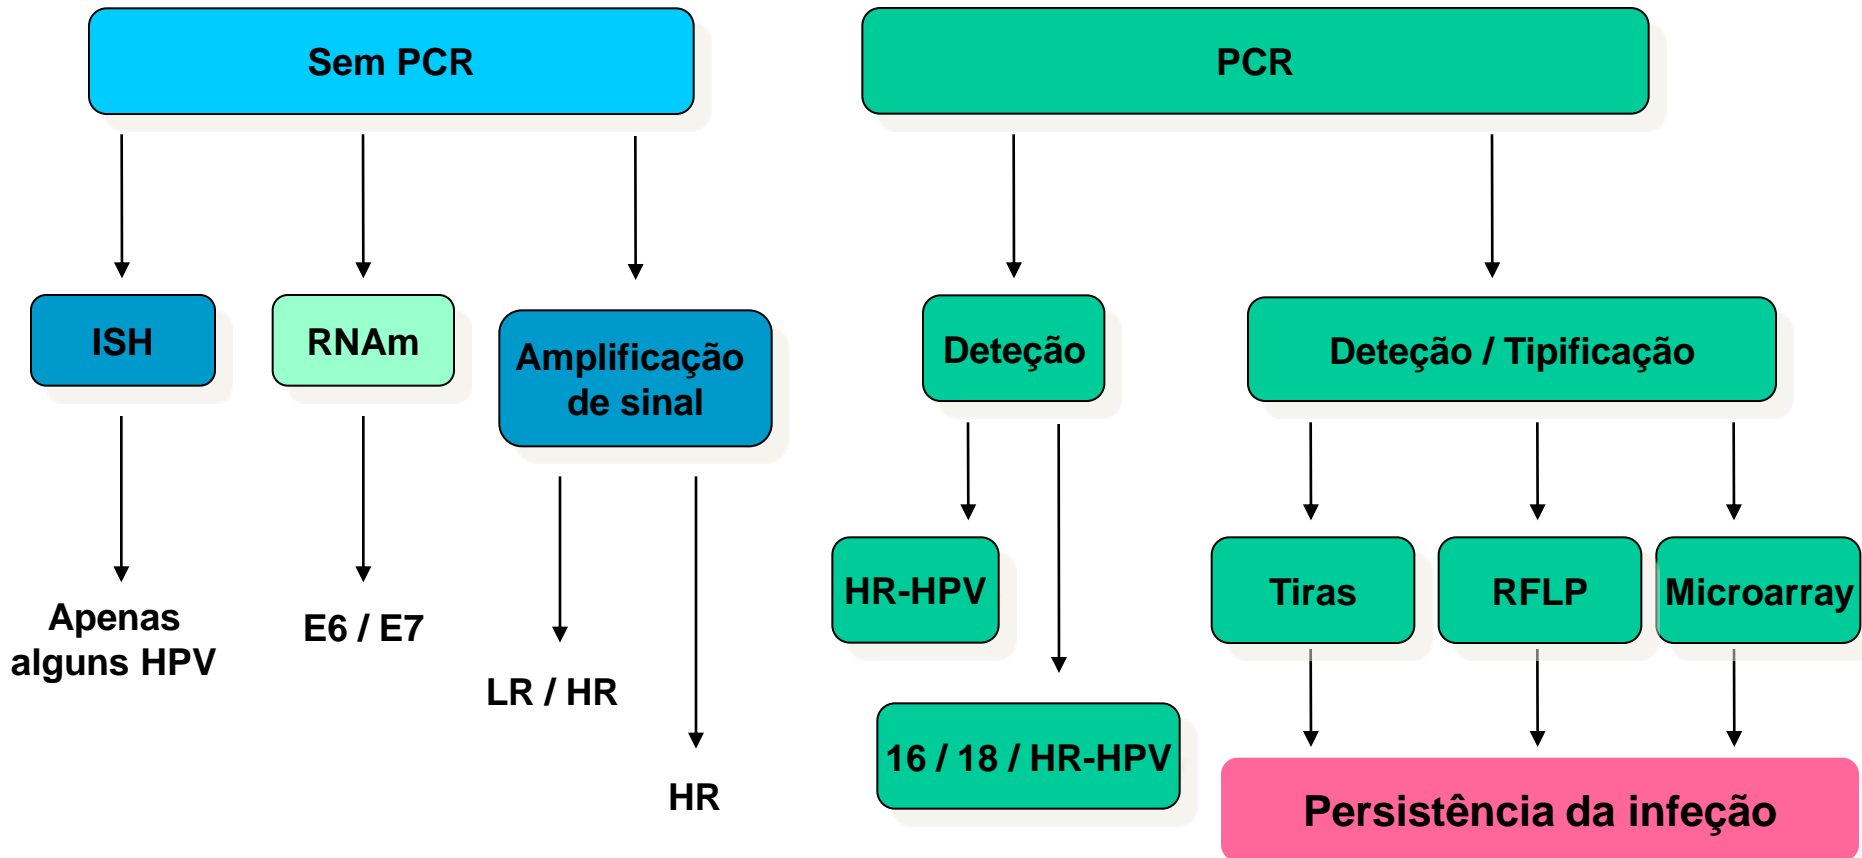 Sem PCR
PCR
ISH
RNAm
Amplificação
de sinal
Deteção
Deteção / Tipificação
Apenas
alguns HPV
E6 / E7
LR / HR
HR
HR-HPV
16 / 18 / HR-HPV
Tiras
RFLP
Microarray
Persistência da infeção